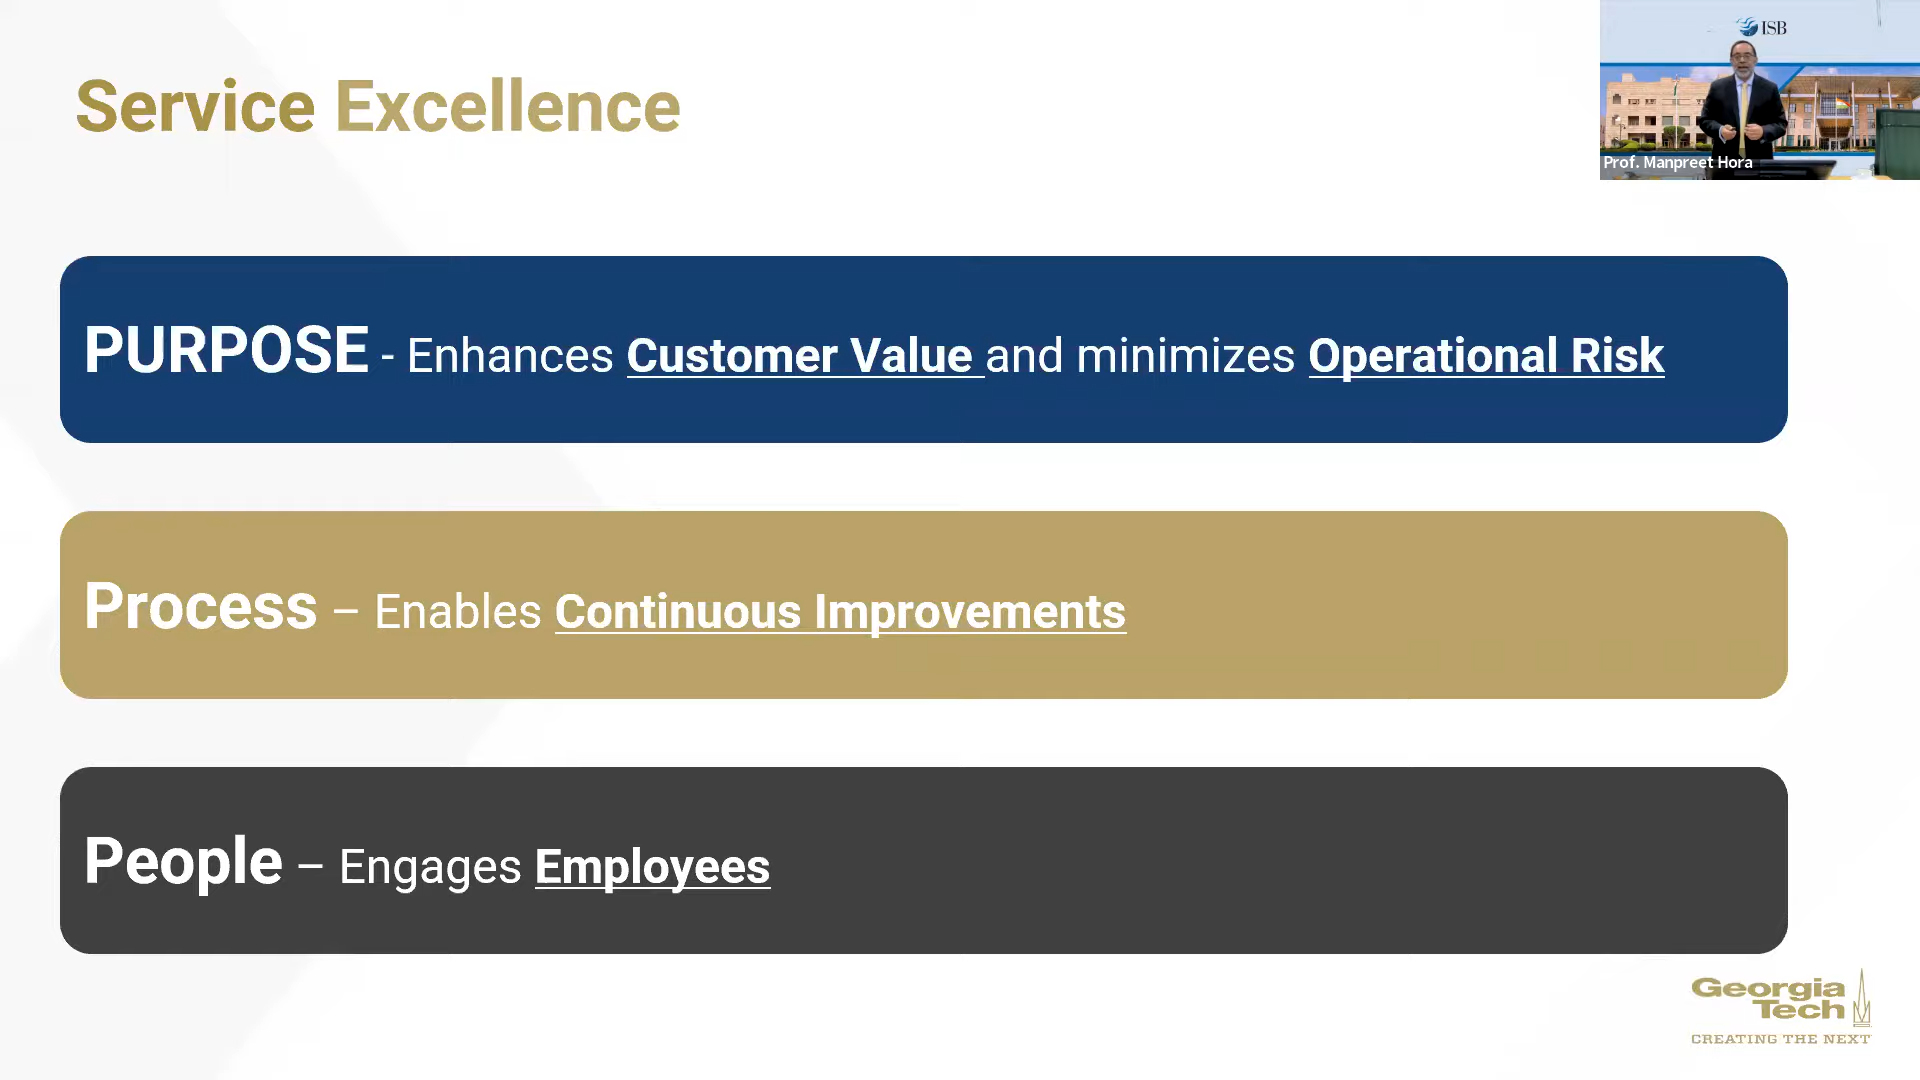 Service Excellence
ISB
Prof. Manpreet Hora
PURPOSE - Enhances Customer Value and minimizes Operational Risk
Process – Enables Continuous Improvements
People – Engages Employees
Georgia
Tech
CREATING THE NEXT